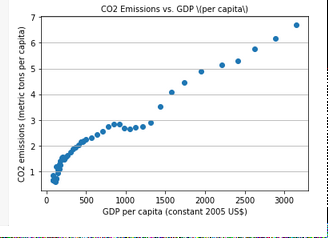 CO2 Emissions vs. GDP \(per capita\)
7
6
5
4
3
2
1
CO2 emissions (metric tons per capita)
0 500 1000 1500 2000 2500 3000
GDP per capita (constant 2005 US$)